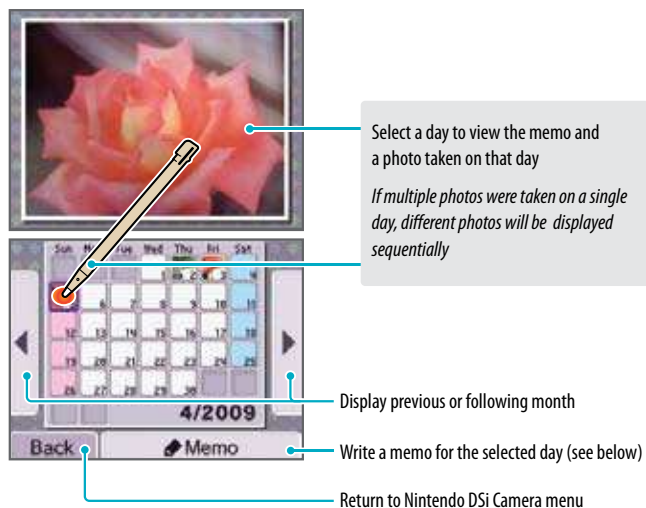 Select a day to view the memo and
a photo taken on that day
If multiple photos were taken on a single
day, different photos will be displayed
sequentially
Sun Tue Wed Thu Fri Sat
1 2 3 4
6 7 8 9 10 11
12 13 14 15 16 17 18
19 20 21 22 23 24 25
26 27 28 29 30
4/2009
Display previous or following month
Back Memo
Write a memo for the selected day (see below)
Return to Nintendo DSi Camera menu